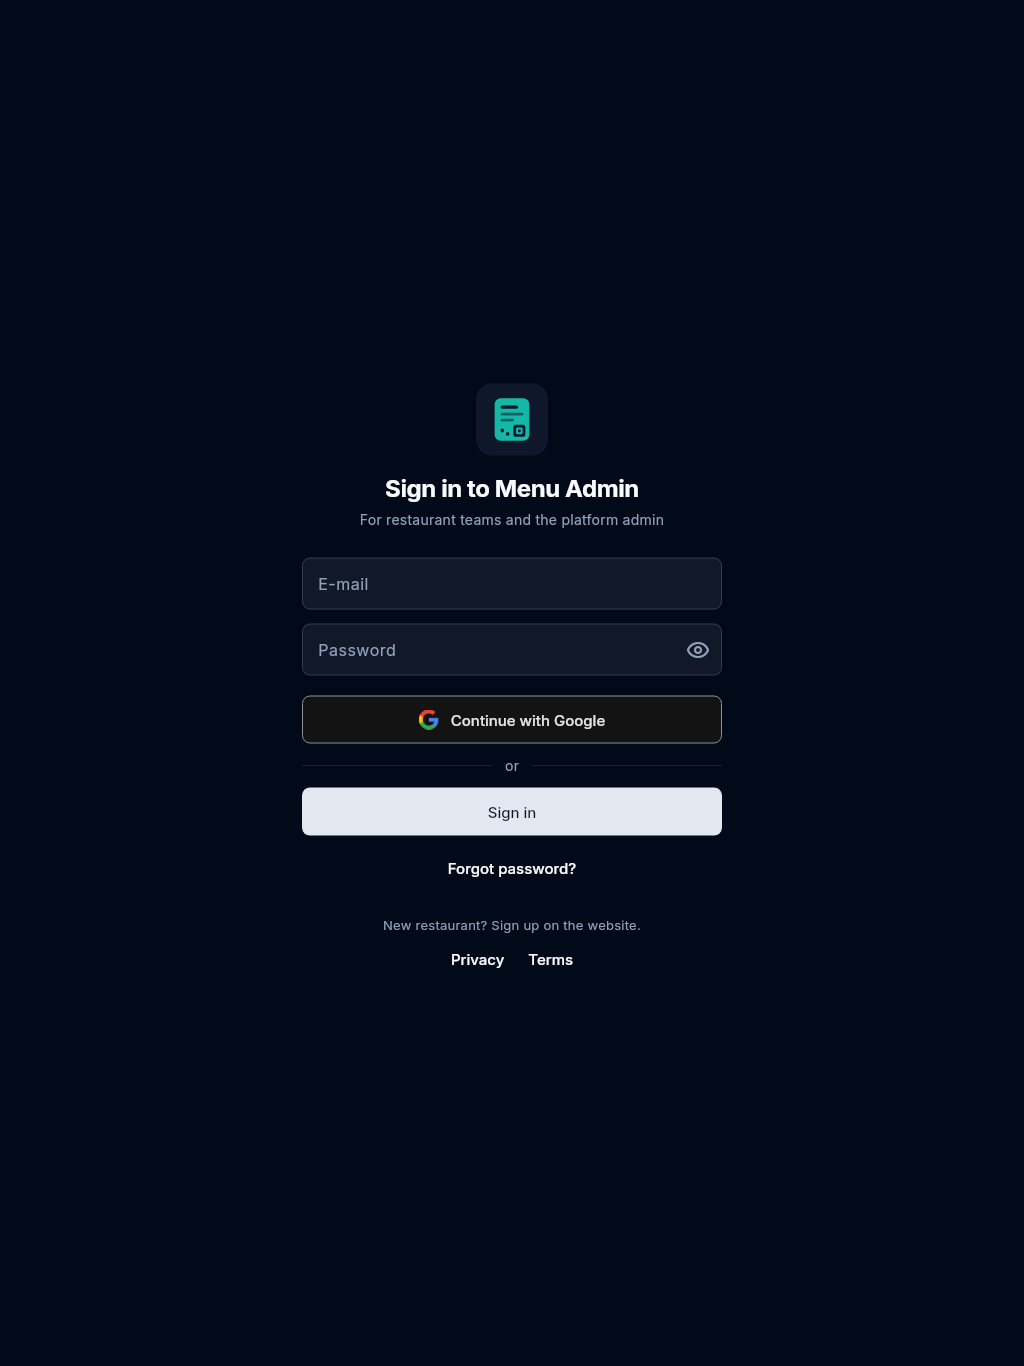 Sign in to Menu Admin
For restaurant teams and the platform admin
E-mail
Password
Continue with Google
or
Sign in
Forgot password?
New restaurant? Sign up on the website.
Privacy Terms